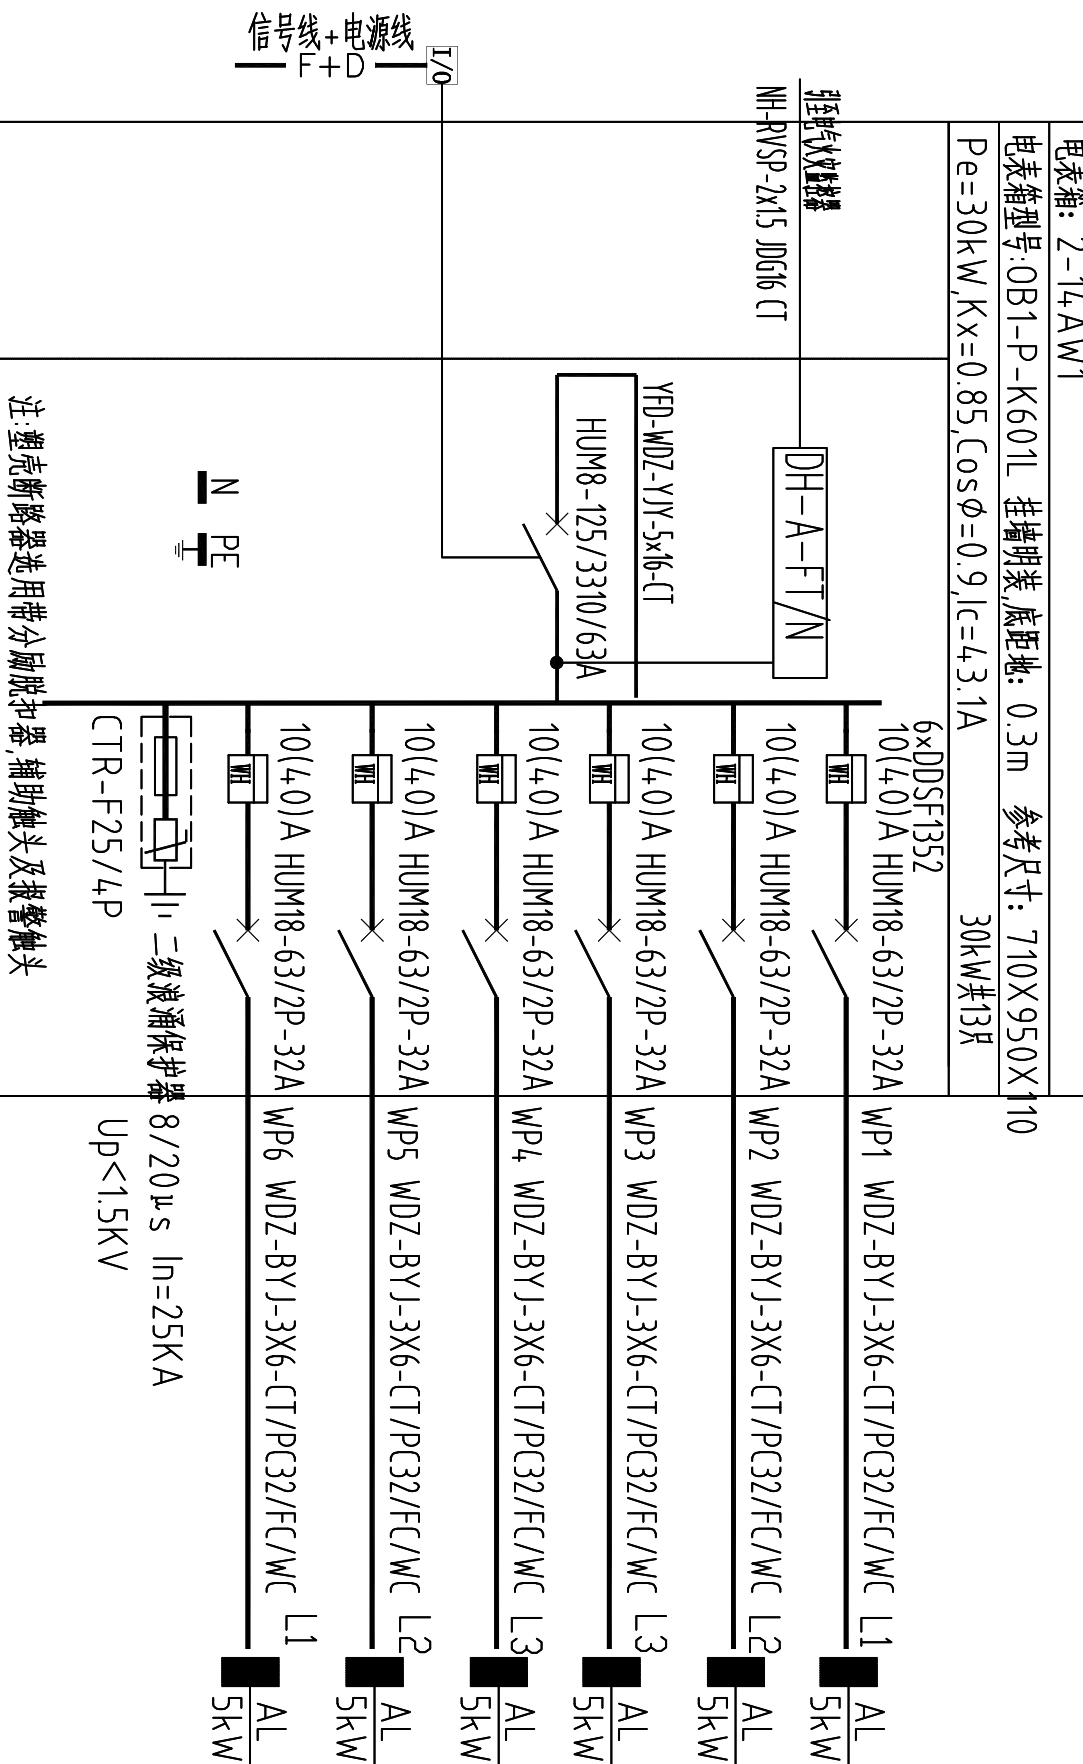 电表箱: 2-14AW1
电表箱型号:OB1-P-K601L 挂墙明装,底距地: 0.3m 参考尺寸: 710X950X110
Pe=30kW,Kx=0.85,Cosφ=0.9,Ic=43.1A 30kW共13只
引至电气火灾监控器
NH-RVSP-2x1.5 JDG16 CT
信号线+电源线
F+D
I/O
DH-A-FT/N
YFD-WDZ-YJY-5x16-CT
HUM8-125/3310/63A
N
PE
6xDDSF1352
10(40)A HUM18-63/2P-32A WP1 WDZ-BYJ-3X6-CT/PC32/FC/WC L1
WH
AL
5kW
10(40)A HUM18-63/2P-32A WP2 WDZ-BYJ-3X6-CT/PC32/FC/WC L2
WH
AL
5kW
10(40)A HUM18-63/2P-32A WP3 WDZ-BYJ-3X6-CT/PC32/FC/WC L3
WH
AL
5kW
10(40)A HUM18-63/2P-32A WP4 WDZ-BYJ-3X6-CT/PC32/FC/WC L3
WH
AL
5kW
10(40)A HUM18-63/2P-32A WP5 WDZ-BYJ-3X6-CT/PC32/FC/WC L2
WH
AL
5kW
10(40)A HUM18-63/2P-32A WP6 WDZ-BYJ-3X6-CT/PC32/FC/WC L1
WH
AL
5kW
二级浪涌保护器 8/20μs In=25KA
CTR-F25/4P
Up<1.5KV
注:塑壳断路器选用带分励脱扣器,辅助触头及报警触头